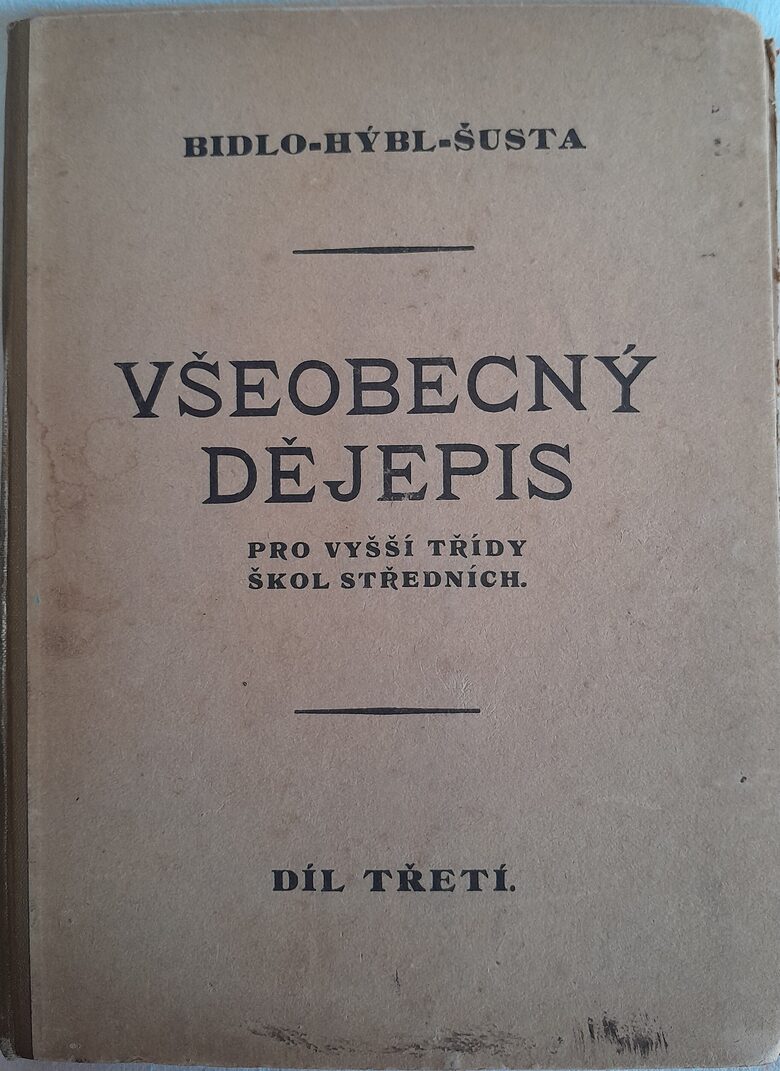 BIDLO-HÝBL-ŠUSTA
VŠEOBECNÝ
DĚJEPIS
PRO VYŠŠÍ TŘÍDY
ŠKOL STŘEDNÍCH.
DÍL TŘETÍ.